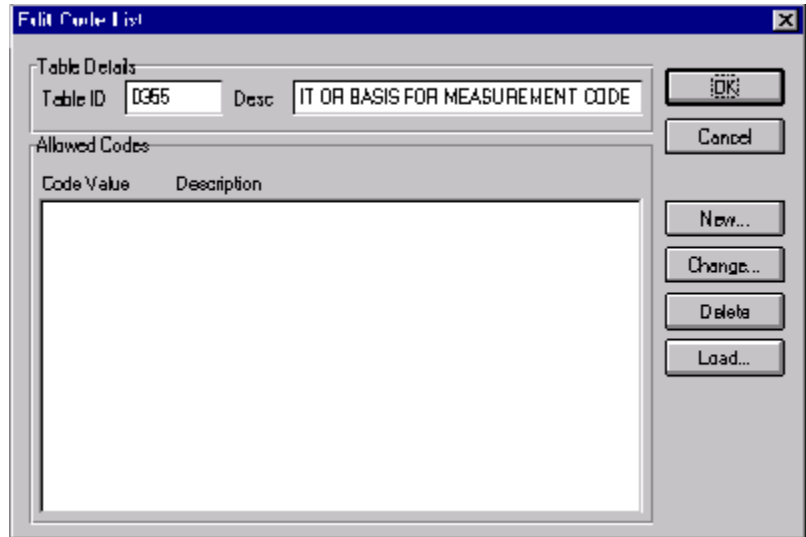 Edit Code List
Table Details
Table ID 0355 Desc IT OR BASIS FOR MEASUREMENT CODE
OK
Cancel
Allowed Codes
Code Value Description
New...
Change...
Delete
Load...